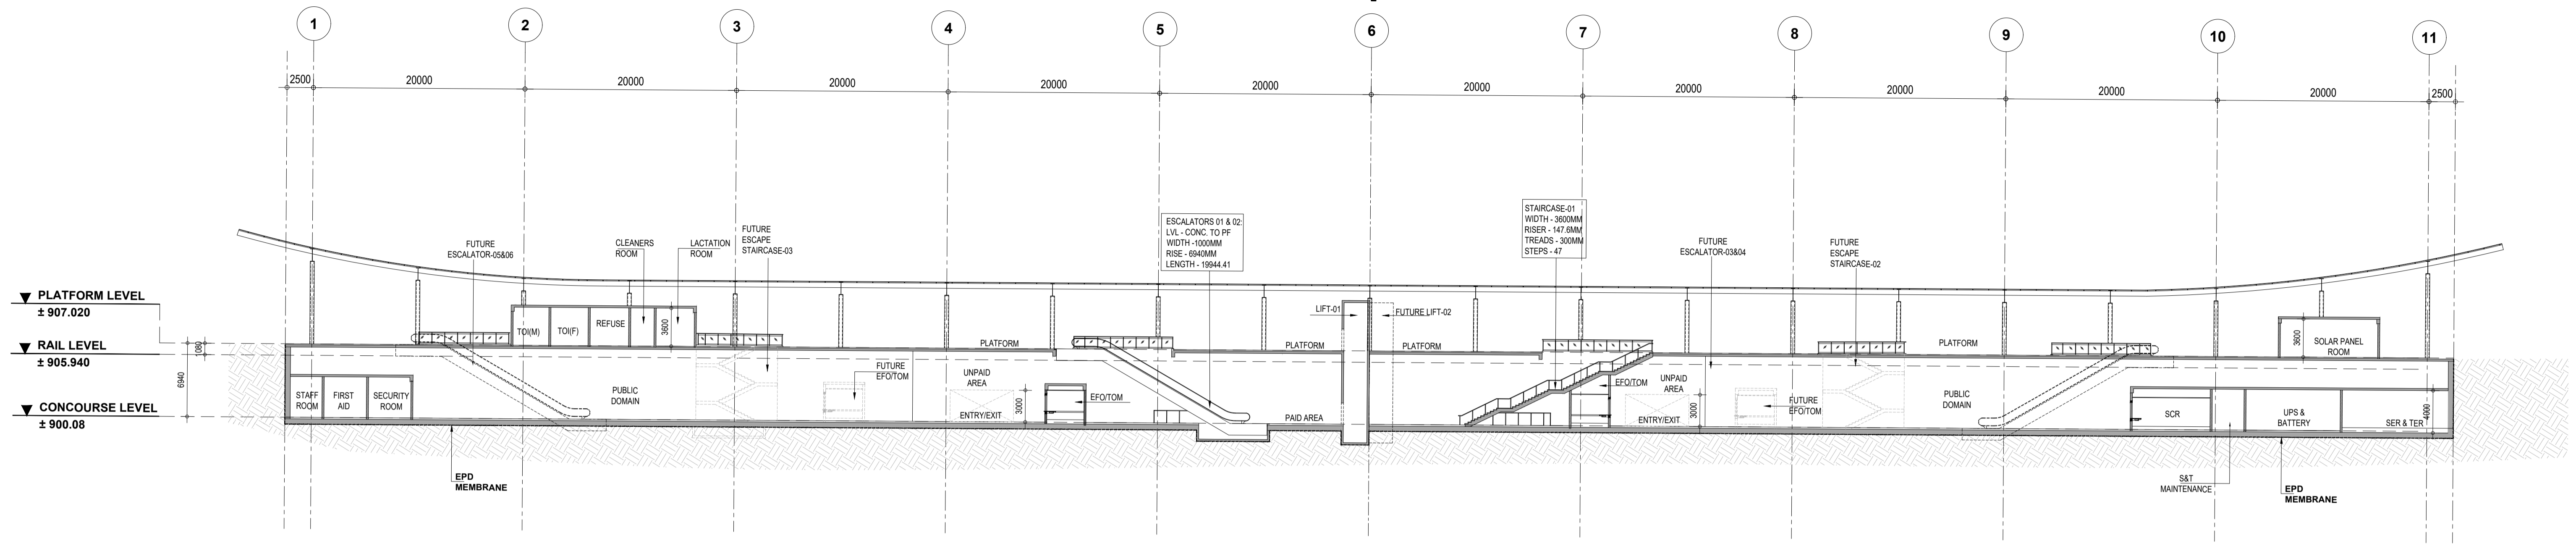 1
2
3
4
5
6
7
8
9
10
11
2500
20000
20000
20000
20000
20000
20000
20000
20000
20000
20000
2500
PLATFORM LEVEL
± 907.020
RAIL LEVEL
± 905.940
CONCOURSE LEVEL
± 900.08
1080
6940
FUTURE
ESCALATOR-05&06
CLEANERS
ROOM
LACTATION
ROOM
FUTURE
ESCAPE
STAIRCASE-03
ESCALATORS 01 & 02:
LVL - CONC. TO PF
WIDTH -1000MM
RISE - 6940MM
LENGTH - 19944.41
STAIRCASE-01
WIDTH - 3600MM
RISER - 147.6MM
TREADS - 300MM
STEPS - 47
FUTURE
ESCALATOR-03&04
FUTURE
ESCAPE
STAIRCASE-02
TOI(M)
TOI(F)
REFUSE
3600
LIFT-01
FUTURE LIFT-02
PLATFORM
PLATFORM
PLATFORM
PLATFORM
3600
SOLAR PANEL
ROOM
STAFF
ROOM
FIRST
AID
SECURITY
ROOM
PUBLIC
DOMAIN
FUTURE
EFO/TOM
UNPAID
AREA
ENTRY/EXIT
3000
EFO/TOM
PAID AREA
EFO/TOM
UNPAID
AREA
ENTRY/EXIT
3000
FUTURE
EFO/TOM
PUBLIC
DOMAIN
SCR
UPS &
BATTERY
SER & TER
4000
EPD
MEMBRANE
S&T
MAINTENANCE
EPD
MEMBRANE